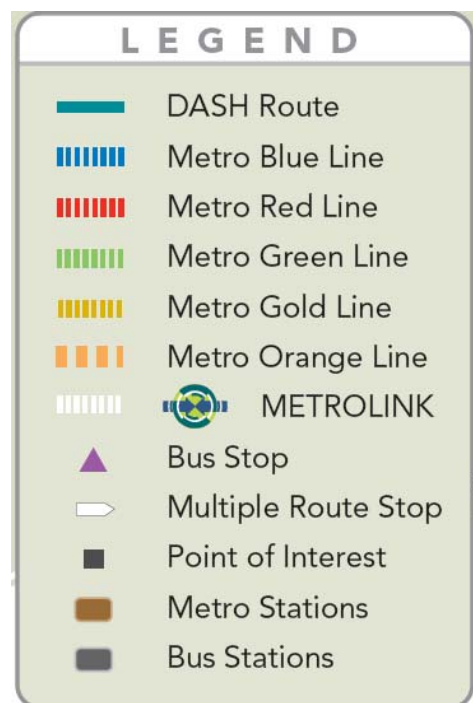 LEGEND
DASH Route
Metro Blue Line
Metro Red Line
Metro Green Line
Metro Gold Line
Metro Orange Line
METROLINK
Bus Stop
Multiple Route Stop
Point of Interest
Metro Stations
Bus Stations